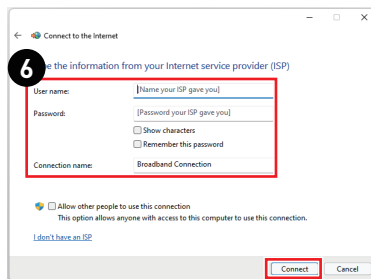 Connect to the Internet
6
e the information from your Internet service provider (ISP)
User name:
[Name your ISP gave you]
Password:
[Password your ISP gave you]
Show characters
Remember this password
Connection name:
Broadband Connection
Allow other people to use this connection
This option allows anyone with access to this computer to use this connection.
I don't have an ISP
Connect
Cancel